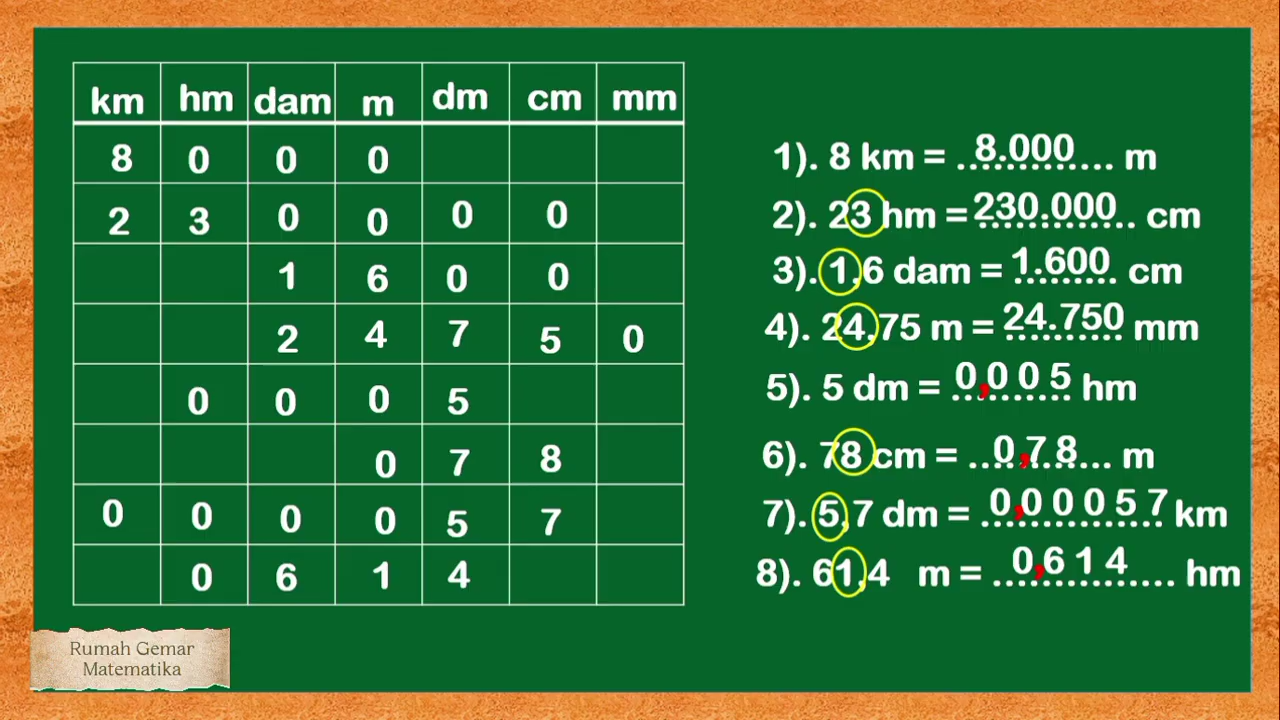 km hm dam m dm cm mm
8 0 0 0
2 3 0 0 0 0
1 6 0 0
2 4 7 5 0
0 0 0 5
0 7 8
0 0 0 0 5 7
0 6 1 4
1). 8 km = 8.000 m
2). 23 hm = 230.000 cm
3). 1,6 dam = 1.600 cm
4). 24,75 m = 24.750 mm
5). 5 dm = 0,0 0 5 hm
6). 78 cm = 0,7 8 m
7). 5,7 dm = 0,0 0 0 5 7 km
8). 61,4 m = 0,6 1 4 hm
Rumah Gemar
Matematika